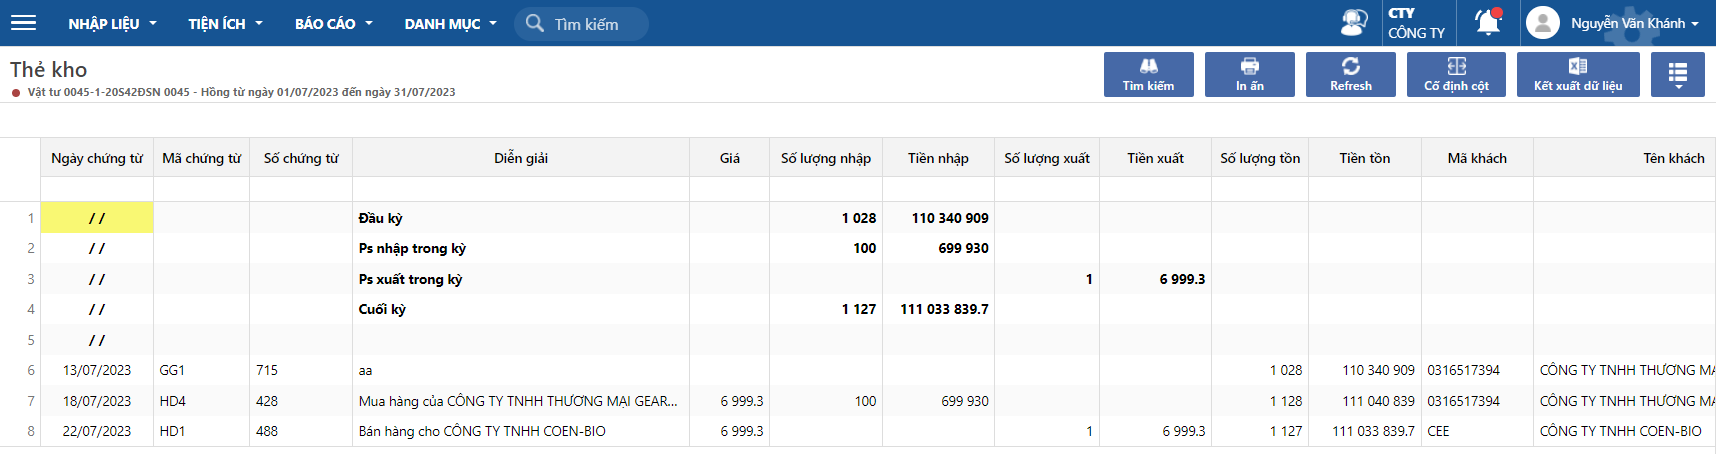 NHẬP LIỆU TIỆN ÍCH BÁO CÁO DANH MỤC Tìm kiếm CTY CÔNG TY Nguyễn Văn Khánh
Thẻ kho
Vật tư 0045-1-20S42ĐSN 0045 - Hồng từ ngày 01/07/2023 đến ngày 31/07/2023
Tìm kiếm In ấn Refresh Cố định cột Kết xuất dữ liệu
Ngày chứng từ Mã chứng từ Số chứng từ Diễn giải Giá Số lượng nhập Tiền nhập Số lượng xuất Tiền xuất Số lượng tồn Tiền tồn Mã khách Tên khách
1 / / Đầu kỳ 1 028 110 340 909
2 / / Ps nhập trong kỳ 100 699 930
3 / / Ps xuất trong kỳ 1 6 999.3
4 / / Cuối kỳ 1 127 111 033 839.7
5 / /
6 13/07/2023 GG1 715 aa 1 028 110 340 909 0316517394 CÔNG TY TNHH THƯƠNG MA
7 18/07/2023 HD4 428 Mua hàng của CÔNG TY TNHH THƯƠNG MẠI GEAR... 6 999.3 100 699 930 1 128 111 040 839 0316517394 CÔNG TY TNHH THƯƠNG MA
8 22/07/2023 HD1 488 Bán hàng cho CÔNG TY TNHH COEN-BIO 6 999.3 1 6 999.3 1 127 111 033 839.7 CEE CÔNG TY TNHH COEN-BIO